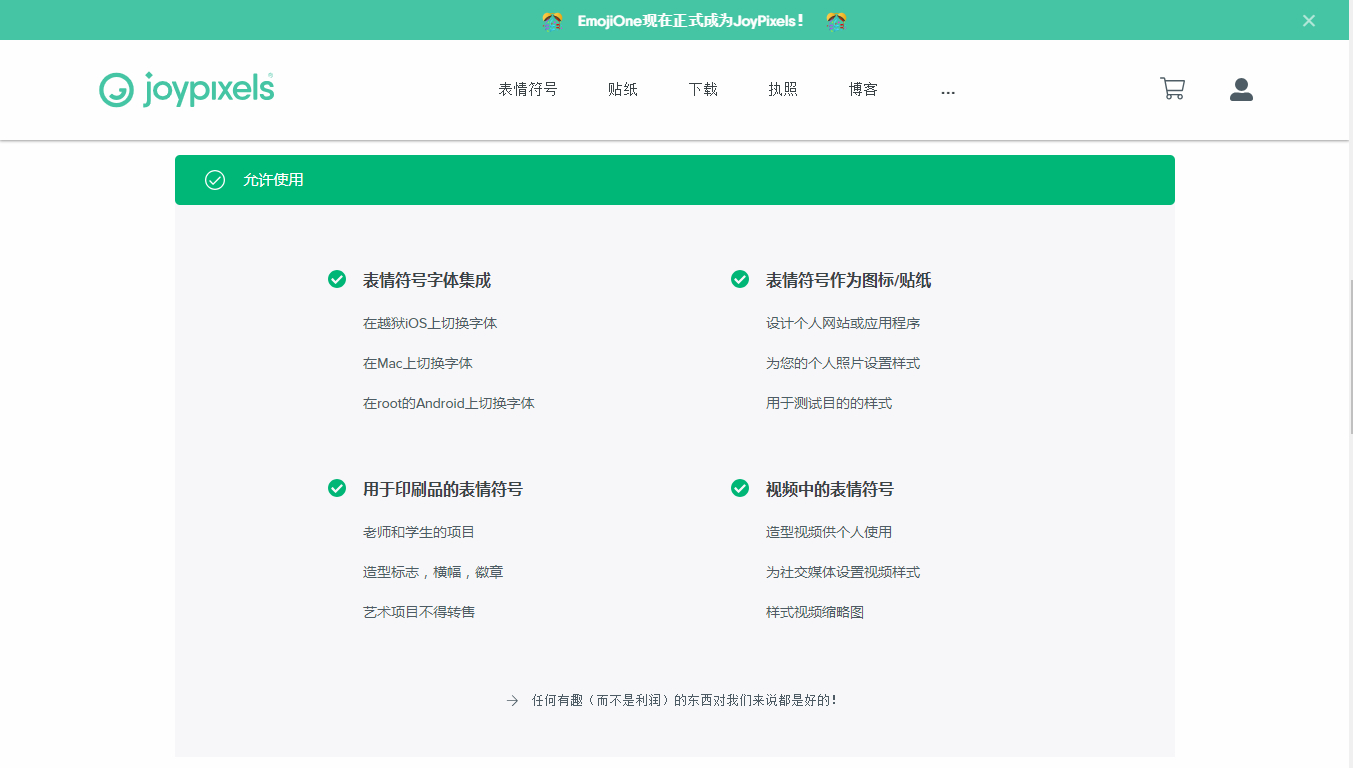 EmojiOne现在正式成为JoyPixels！
joypixels®
表情符号 贴纸 下载 执照 博客 ...
允许使用
表情符号字体集成
在越狱iOS上切换字体
在Mac上切换字体
在root的Android上切换字体
表情符号作为图标/贴纸
设计个人网站或应用程序
为您的个人照片设置样式
用于测试目的的样式
用于印刷品的表情符号
老师和学生的项目
造型标志，横幅，徽章
艺术项目不得转售
视频中的表情符号
造型视频供个人使用
为社交媒体设置视频样式
样式视频缩略图
任何有趣（而不是利润）的东西对我们来说都是好的！